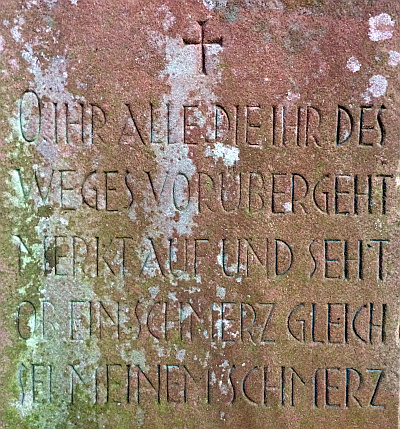 O IHR ALLE DIE IHR DES
WEGES VORÜBERGEHT
MERKT AUF UND SEHT
OB EIN SCHMERZ GLEICH
SEI MEINEM SCHMERZ